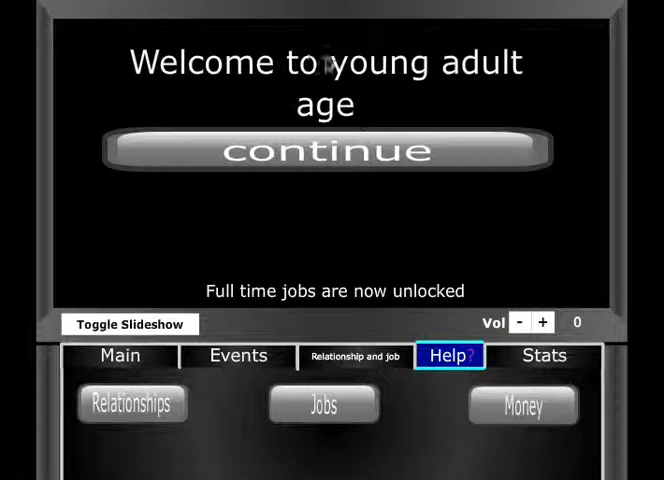 Welcome to young adult
age
continue
Full time jobs are now unlocked
Toggle Slideshow
Vol - + 0
Main Events Relationship and job Help? Stats
Relationships Jobs Money